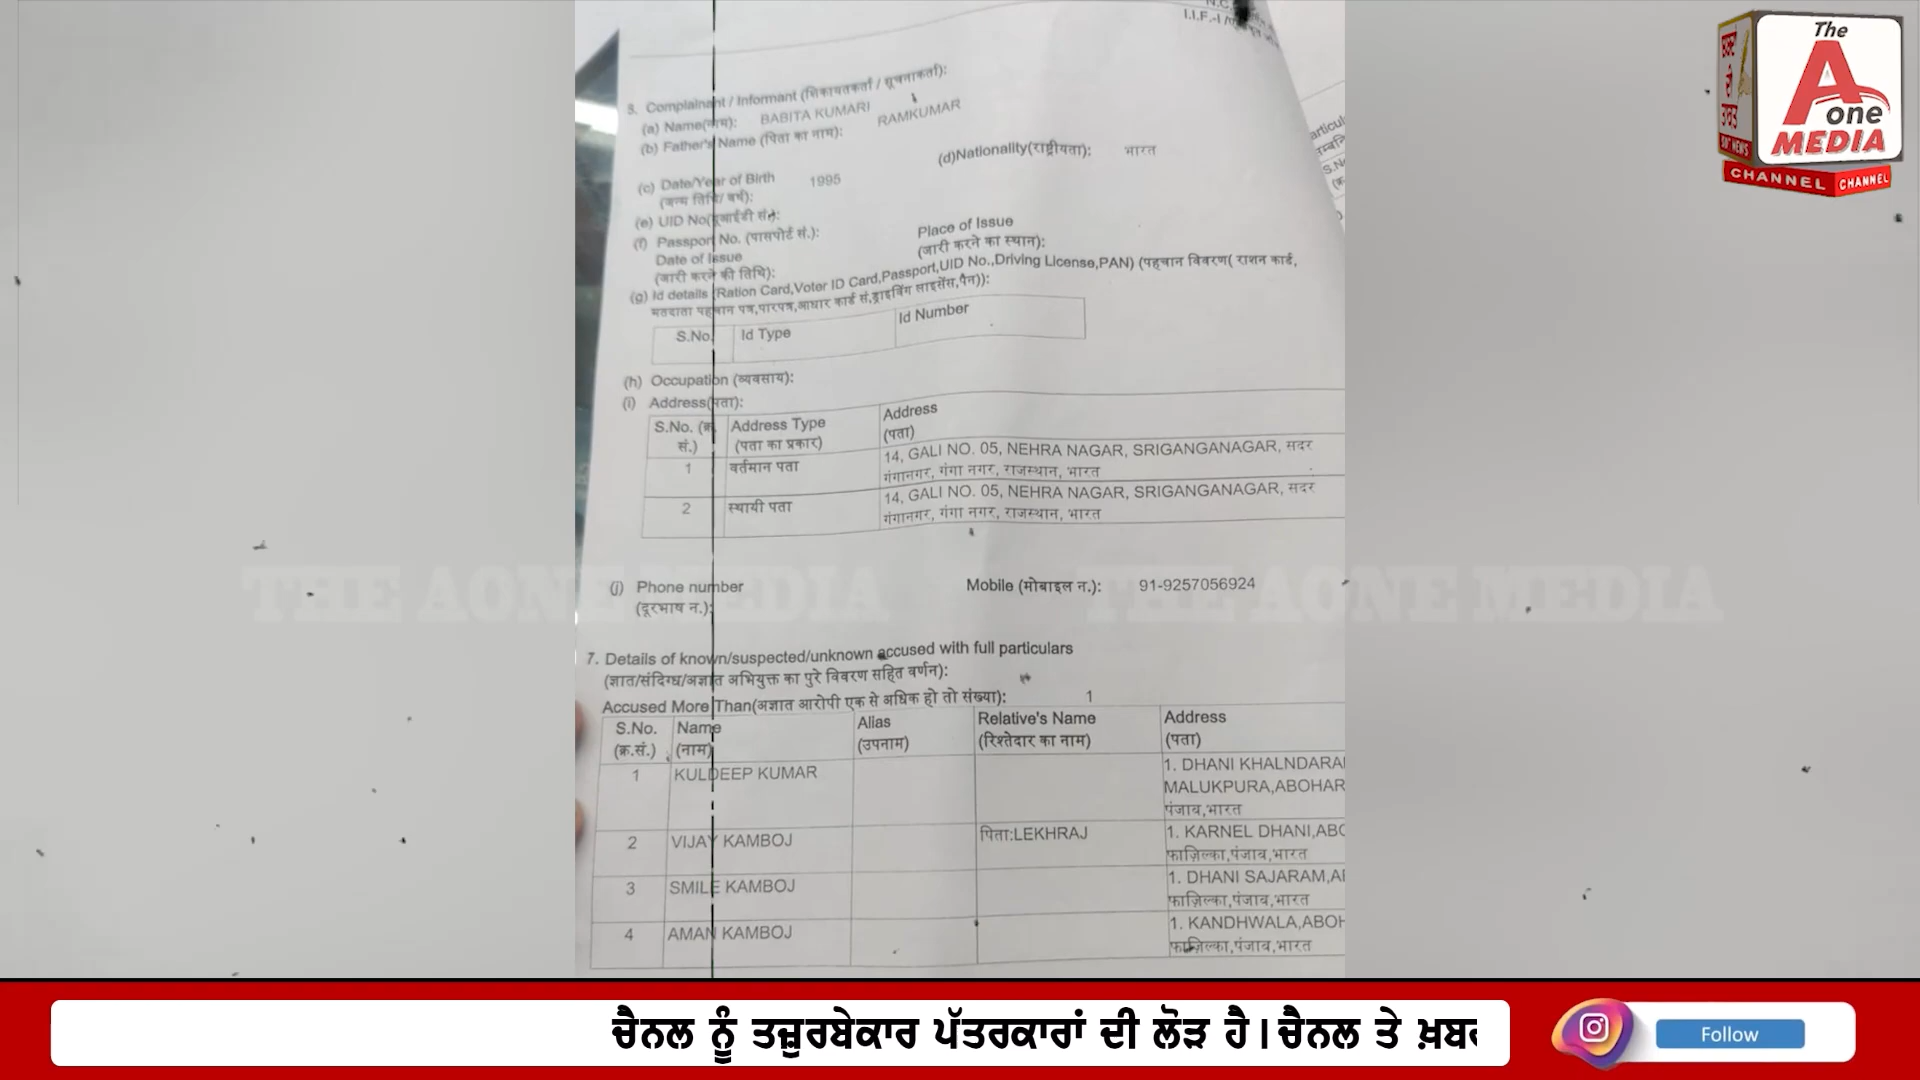 I.I.F.-I
8. Complainant / Informant (शिकायतकर्ता / सूचनाकर्ता):
(a) Name(नाम): BABITA KUMARI
(b) Father's Name (पिता का नाम): RAMKUMAR
(c) Date/Year of Birth 1995 (d)Nationality(राष्ट्रीयता): भारत
(जन्म तिथि/ वर्ष):
(e) UID No(यूआईडी सं.):
(f) Passport No. (पासपोर्ट सं.):
Place of Issue
Date of Issue
(जारी करने का स्थान):
(जारी करने की तिथि):
(g) Id details (Ration Card,Voter ID Card,Passport,UID No.,Driving License,PAN) (पहचान विवरण( राशन कार्ड,
मतदाता पहचान पत्र,पारपत्र,आधार कार्ड सं,ड्राइविंग लाइसेंस,पैन)):
S.No. Id Type Id Number
(h) Occupation (व्यवसाय):
(i) Address(पता):
S.No. (क्र. Address Type Address
सं.) (पता का प्रकार) (पता)
1 वर्तमान पता 14, GALI NO. 05, NEHRA NAGAR, SRIGANGANAGAR, सदर
गंगानगर, गंगा नगर, राजस्थान, भारत
2 स्थायी पता 14, GALI NO. 05, NEHRA NAGAR, SRIGANGANAGAR, सदर
गंगानगर, गंगा नगर, राजस्थान, भारत
(j) Phone number Mobile (मोबाइल न.): 91-9257056924
(दूरभाष न.):
7. Details of known/suspected/unknown accused with full particulars
(ज्ञात/संदिग्ध/अज्ञात अभियुक्त का पुरे विवरण सहित वर्णन):
Accused More Than(अज्ञात आरोपी एक से अधिक हो तो संख्या): 1
S.No. Name Alias Relative's Name Address
(क्र.सं.) (नाम) (उपनाम) (रिश्तेदार का नाम) (पता)
1 KULDEEP KUMAR 1. DHANI KHALNDARA
MALUKPURA,ABOHAR
पंजाब,भारत
2 VIJAY KAMBOJ पिता:LEKHRAJ 1. KARNEL DHANI,ABO
फाज़िल्का,पंजाब,भारत
3 SMILE KAMBOJ 1. DHANI SAJARAM,A
फाज़िल्का,पंजाब,भारत
4 AMAN KAMBOJ 1. KANDHWALA,ABOH
फाज़िल्का,पंजाब,भारत
THE AONE MEDIA THE AONE MEDIA
The
A one
MEDIA
CHANNEL CHANNEL
ਚੈਨਲ ਨੂੰ ਤਜ਼ੁਰਬੇਕਾਰ ਪੱਤਰਕਾਰਾਂ ਦੀ ਲੋੜ ਹੈ।ਚੈਨਲ ਤੇ ਖ਼ਬਰ
Follow